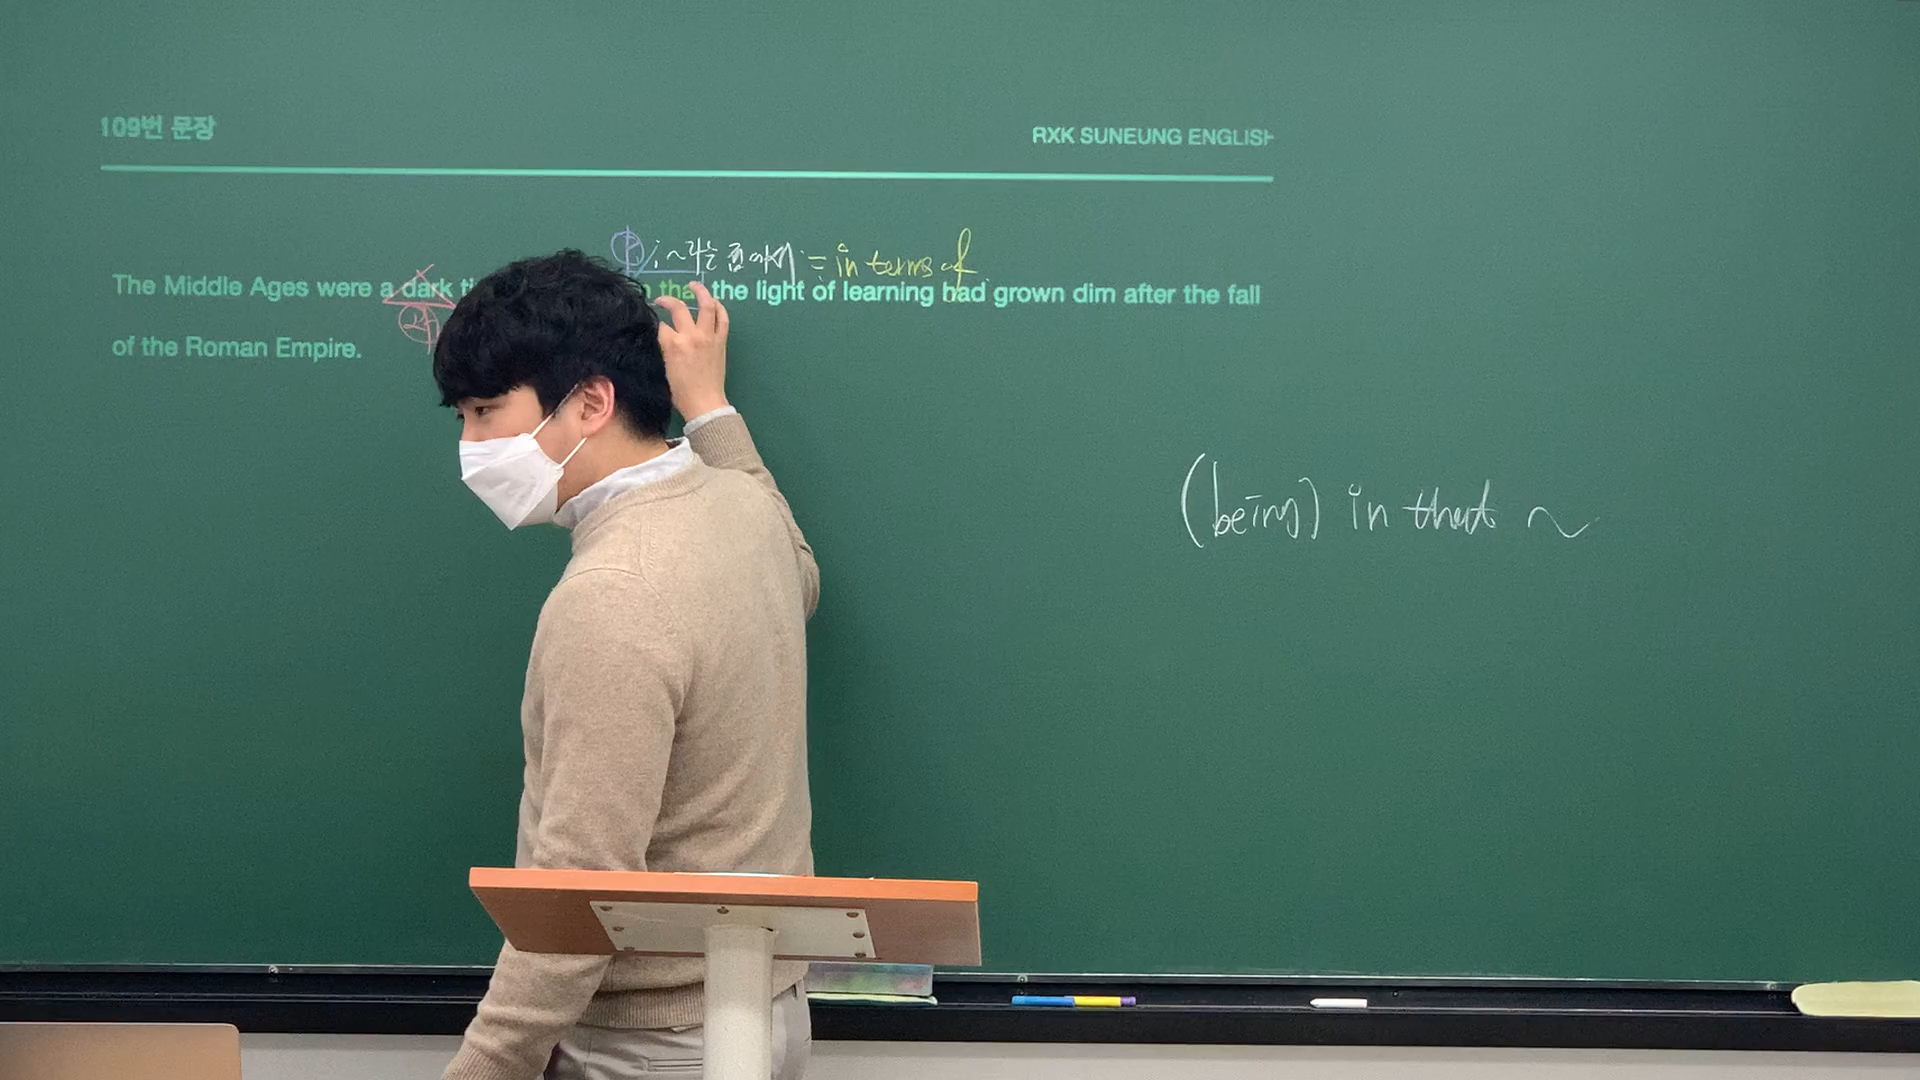 109번 문장
RXK SUNEUNG ENGLISH
; ~라는 점에서 = in terms of
The Middle Ages were a dark that the light of learning had grown dim after the fall
of the Roman Empire.
(being) in that ~